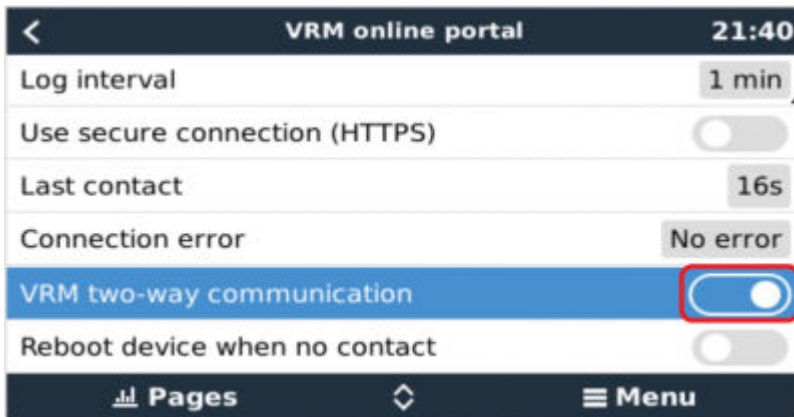 VRM online portal 21:40
Log interval 1 min
Use secure connection (HTTPS)
Last contact 16s
Connection error No error
VRM two-way communication
Reboot device when no contact
Pages Menu